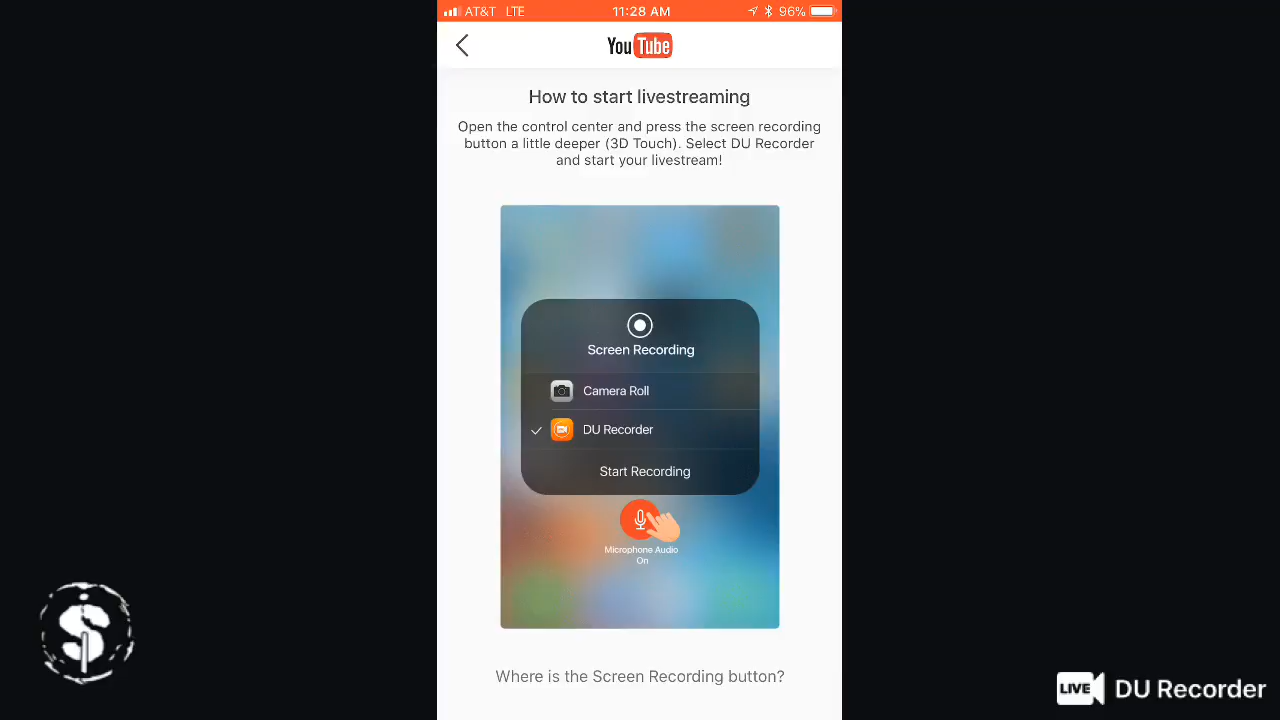 AT&T LTE 11:28 AM 96%
YouTube
How to start livestreaming
Open the control center and press the screen recording
button a little deeper (3D Touch). Select DU Recorder
and start your livestream!
Screen Recording
Camera Roll
DU Recorder
Start Recording
Microphone Audio
On
Where is the Screen Recording button?
$
LIVE DU Recorder